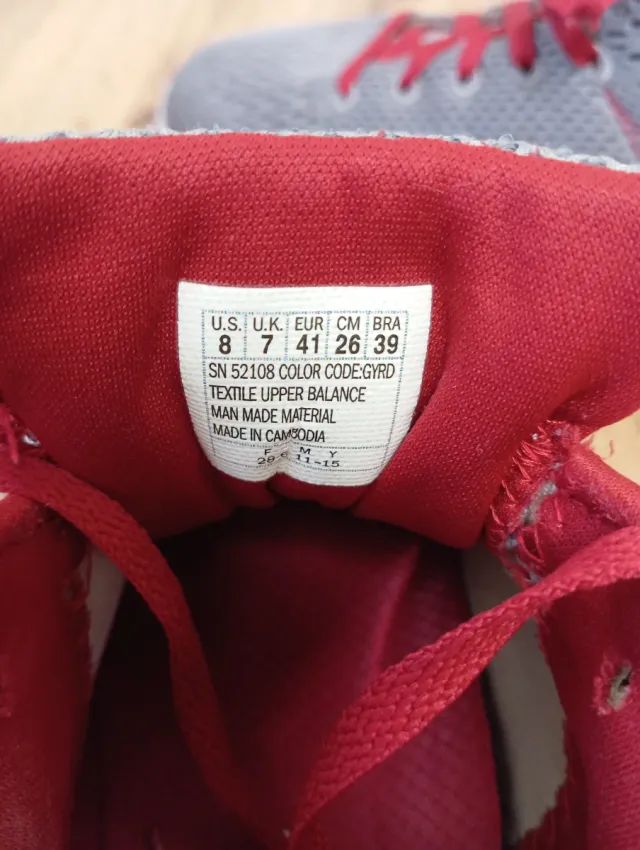 U.S. U.K. EUR CM BRA
8 7 41 26 39
SN 52108 COLOR CODE:GYRD
TEXTILE UPPER BALANCE
MAN MADE MATERIAL
MADE IN CAMBODIA
F M Y
11-15